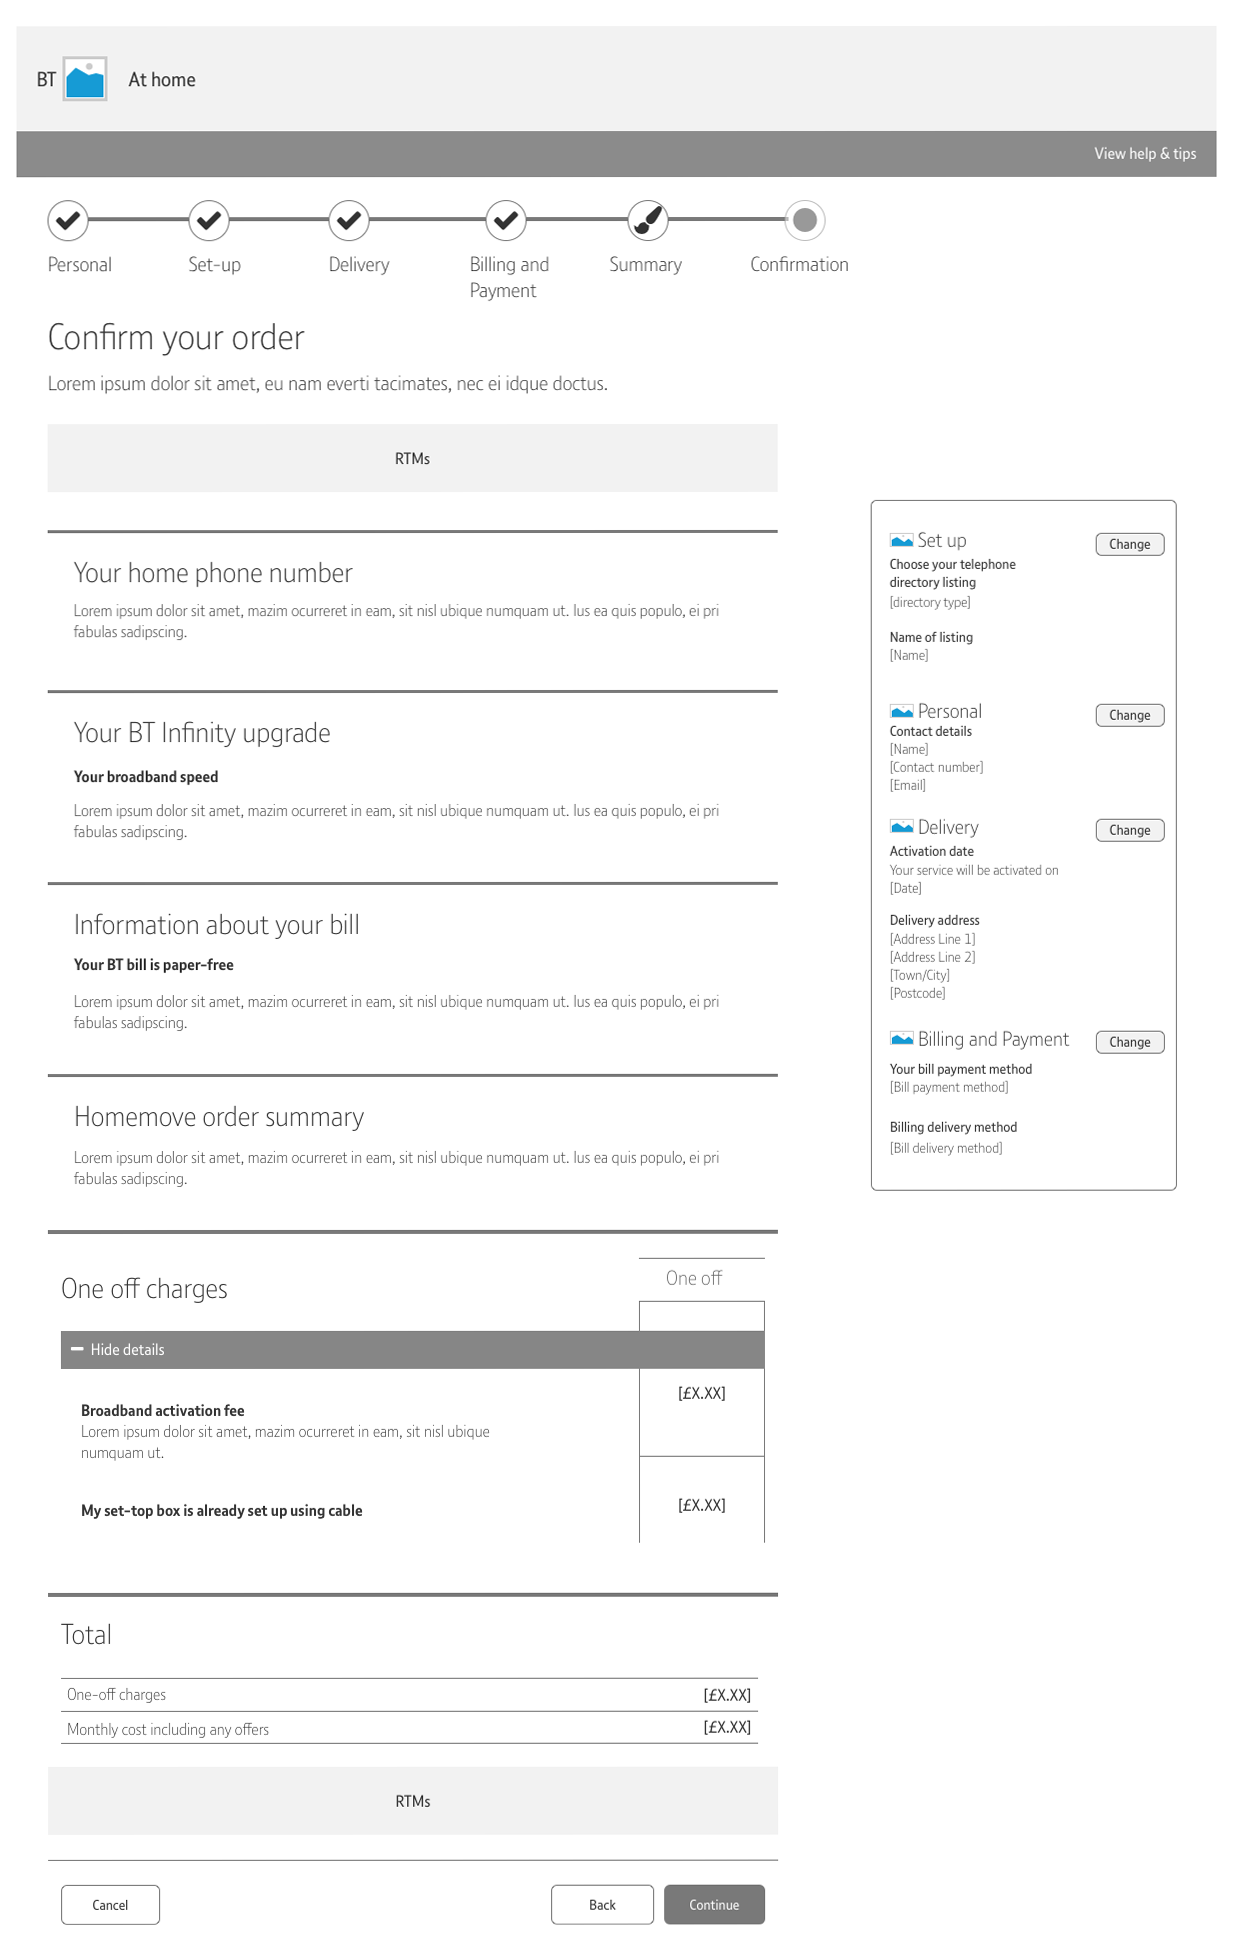 BT
At home
View help & tips
Personal
Set-up
Delivery
Billing and
Payment
Summary
Confirmation
Confirm your order
Lorem ipsum dolor sit amet, eu nam everti tacimates, nec ei idque doctus.
RTMs
Your home phone number
Lorem ipsum dolor sit amet, mazim ocurreret in eam, sit nisl ubique numquam ut. Ius ea quis populo, ei pri
fabulas sadipscing.
Your BT Infinity upgrade
Your broadband speed
Lorem ipsum dolor sit amet, mazim ocurreret in eam, sit nisl ubique numquam ut. Ius ea quis populo, ei pri
fabulas sadipscing.
Information about your bill
Your BT bill is paper-free
Lorem ipsum dolor sit amet, mazim ocurreret in eam, sit nisl ubique numquam ut. Ius ea quis populo, ei pri
fabulas sadipscing.
Homemove order summary
Lorem ipsum dolor sit amet, mazim ocurreret in eam, sit nisl ubique numquam ut. Ius ea quis populo, ei pri
fabulas sadipscing.
One off charges
One off
Hide details
Broadband activation fee
[£X.XX]
Lorem ipsum dolor sit amet, mazim ocurreret in eam, sit nisl ubique
numquam ut.
My set-top box is already set up using cable
[£X.XX]
Total
One-off charges
[£X.XX]
Monthly cost including any offers
[£X.XX]
RTMs
Cancel
Back
Continue
Set up
Change
Choose your telephone
directory listing
[directory type]
Name of listing
[Name]
Personal
Change
Contact details
[Name]
[Contact number]
[Email]
Delivery
Change
Activation date
Your service will be activated on
[Date]
Delivery address
[Address Line 1]
[Address Line 2]
[Town/City]
[Postcode]
Billing and Payment
Change
Your bill payment method
[Bill payment method]
Billing delivery method
[Bill delivery method]